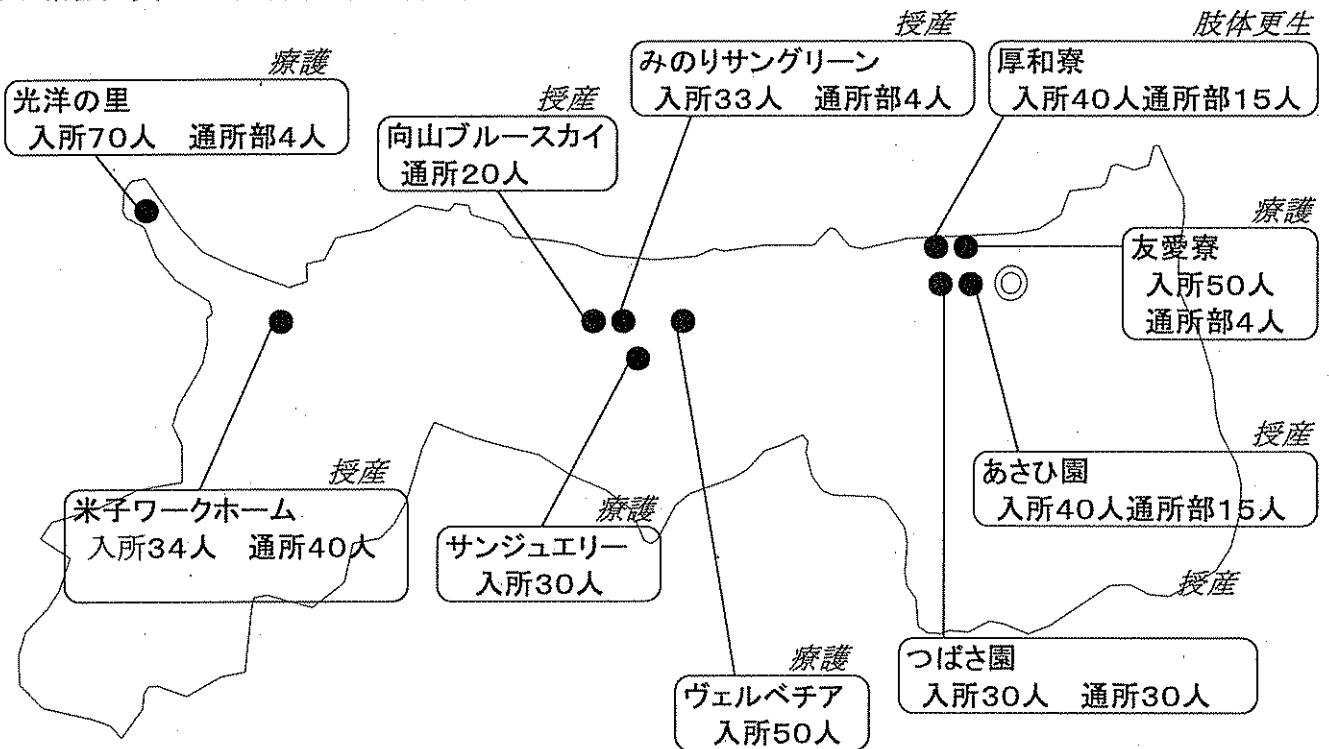 療護
光洋の里
入所70人 通所部4人
授産
向山ブルースカイ
通所20人
授産
みのりサングリーン
入所33人 通所部4人
肢体更生
厚和寮
入所40人通所部15人
療護
友愛寮
入所50人
通所部4人
授産
あさひ園
入所40人通所部15人
授産
米子ワークホーム
入所34人 通所40人
療護
サンジュエリー
入所30人
療護
ヴェルベチア
入所50人
授産
つばさ園
入所30人 通所30人